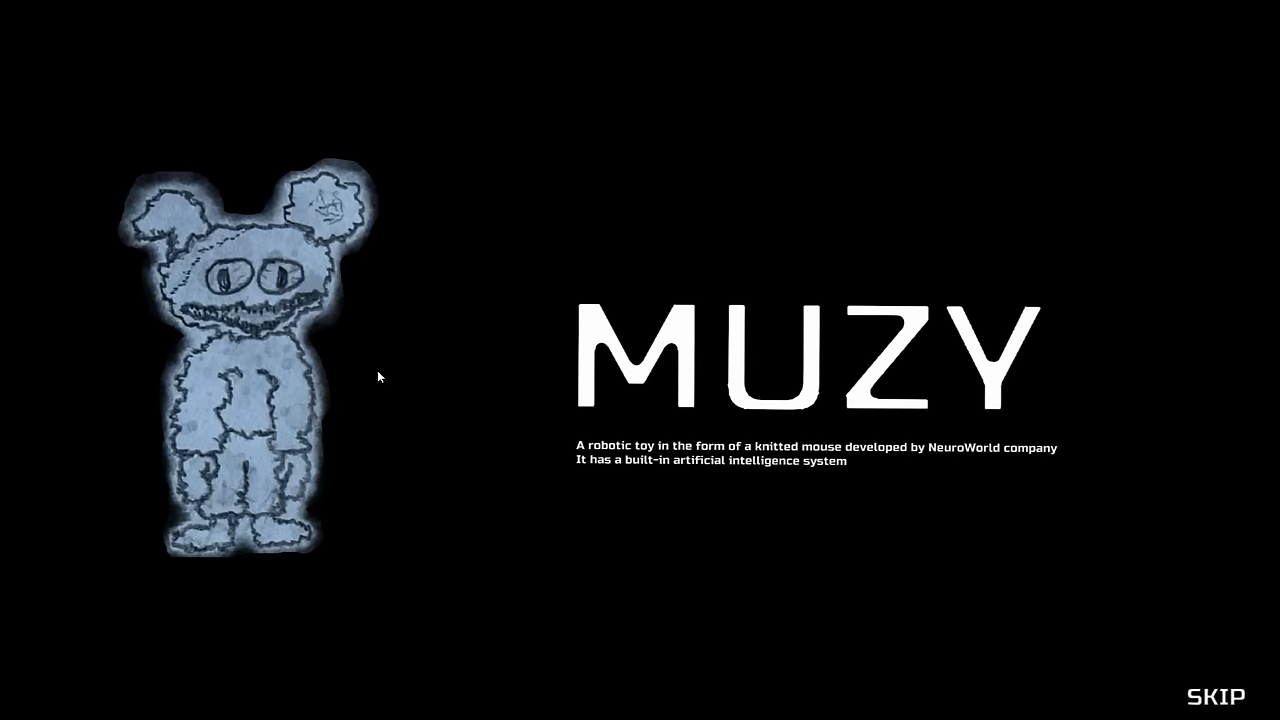 MUZY
A robotic toy in the form of a knitted mouse developed by NeuroWorld company
It has a built-in artificial intelligence system
SKIP